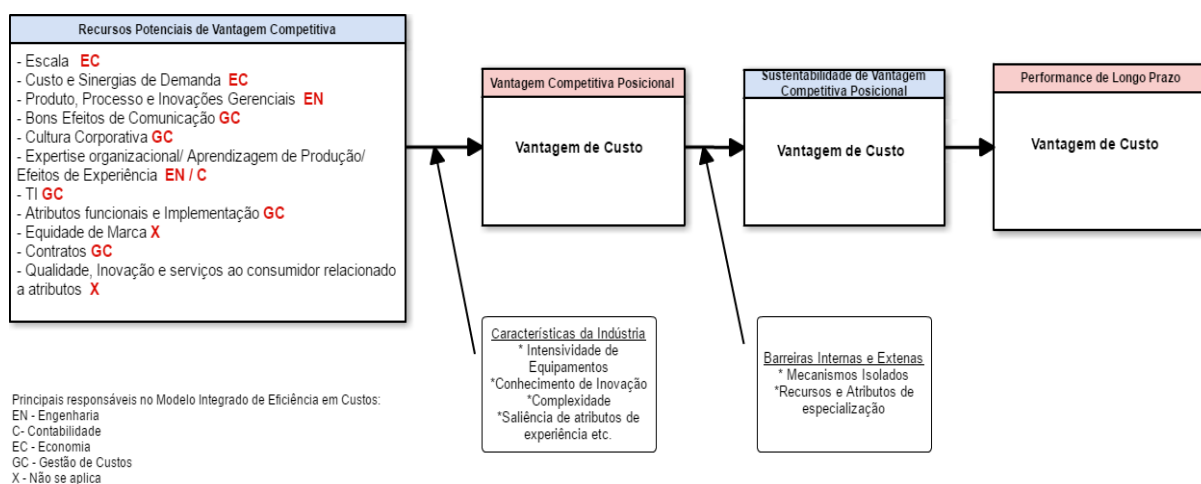 Recursos Potenciais de Vantagem Competitiva
- Escala EC
- Custo e Sinergias de Demanda EC
- Produto, Processo e Inovações Gerenciais EN
- Bons Efeitos de Comunicação GC
- Cultura Corporativa GC
- Expertise organizacional/ Aprendizagem de Produção/
Efeitos de Experiência EN / C
- TI GC
- Atributos funcionais e Implementação GC
- Equidade de Marca X
- Contratos GC
- Qualidade, Inovação e serviços ao consumidor relacionado
a atributos X
Vantagem Competitiva Posicional
Vantagem de Custo
Sustentabilidade de Vantagem
Competitiva Posicional
Vantagem de Custo
Performance de Longo Prazo
Vantagem de Custo
Características da Indústria
* Intensividade de
Equipamentos
*Conhecimento de Inovação
*Complexidade
*Saliência de atributos de
experiência etc.
Barreiras Internas e Extenas
* Mecanismos Isolados
*Recursos e Atributos de
especialização
Principais responsáveis no Modelo Integrado de Eficiência em Custos:
EN - Engenharia
C- Contabilidade
EC - Economia
GC - Gestão de Custos
X - Não se aplica